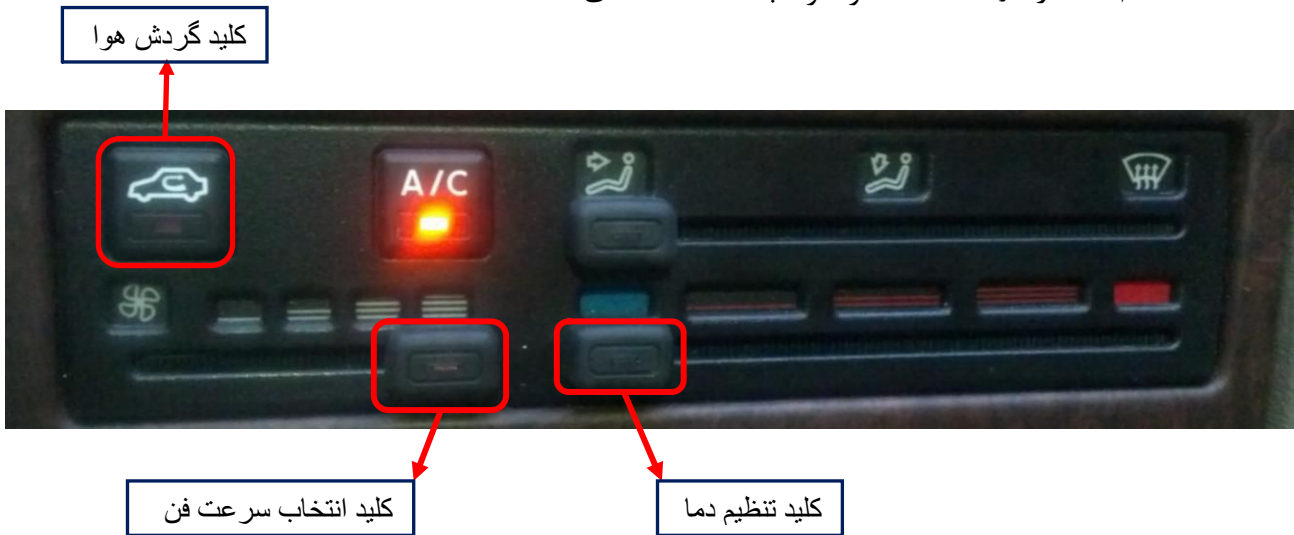 کلید گردش هوا
A/C
کلید انتخاب سرعت فن
کلید تنظیم دما